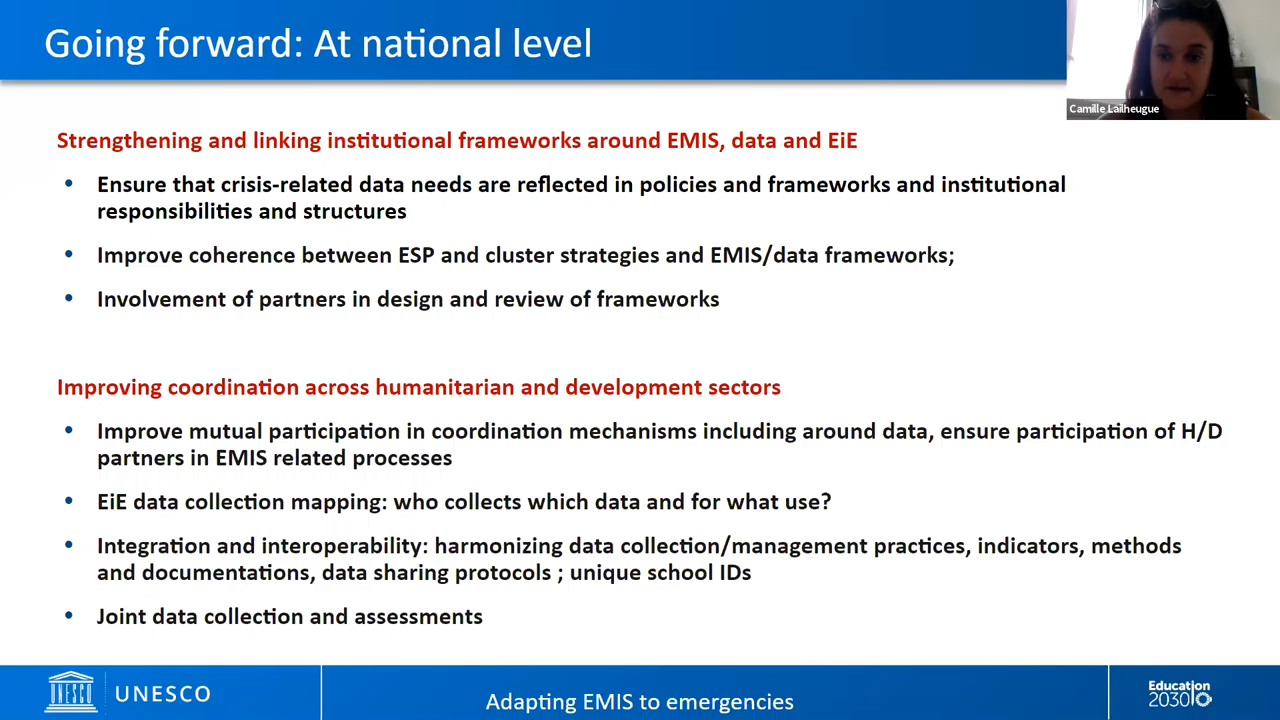 Going forward: At national level
Camille Lailheugue
Strengthening and linking institutional frameworks around EMIS, data and EiE
• Ensure that crisis-related data needs are reflected in policies and frameworks and institutional
responsibilities and structures
• Improve coherence between ESP and cluster strategies and EMIS/data frameworks;
• Involvement of partners in design and review of frameworks
Improving coordination across humanitarian and development sectors
• Improve mutual participation in coordination mechanisms including around data, ensure participation of H/D
partners in EMIS related processes
• EiE data collection mapping: who collects which data and for what use?
• Integration and interoperability: harmonizing data collection/management practices, indicators, methods
and documentations, data sharing protocols ; unique school IDs
• Joint data collection and assessments
UNESCO
UNESCO
Adapting EMIS to emergencies
Education
2030